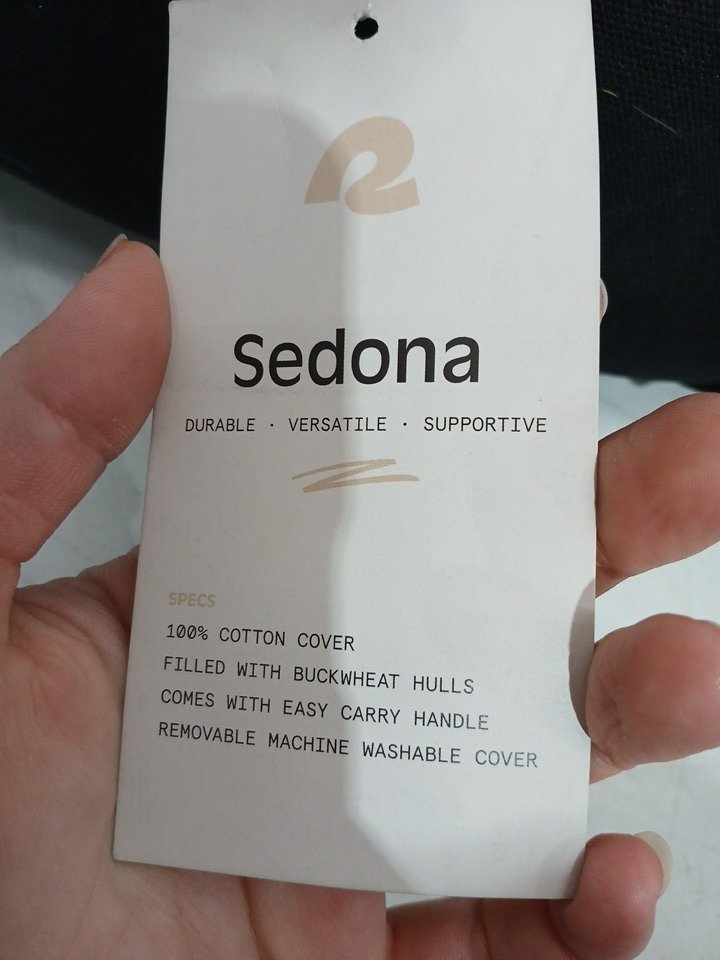 Sedona
DURABLE · VERSATILE · SUPPORTIVE
SPECS
100% COTTON COVER
FILLED WITH BUCKWHEAT HULLS
COMES WITH EASY CARRY HANDLE
REMOVABLE MACHINE WASHABLE COVER